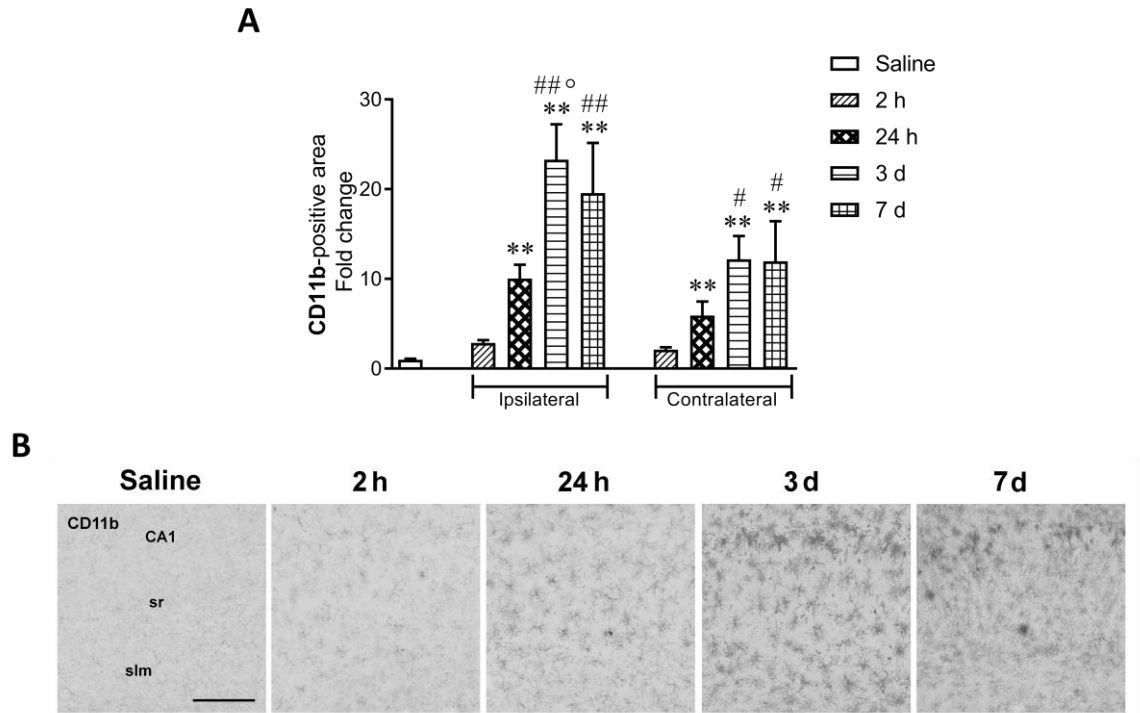 A
Saline
2 h
24 h
3 d
7 d
CD11b-positive area
Fold change
30
20
10
0
**
## ° **
## **
**
# **
# **
Ipsilateral
Contralateral
B
Saline
2 h
24 h
3 d
7 d
CD11b
CA1
sr
slm